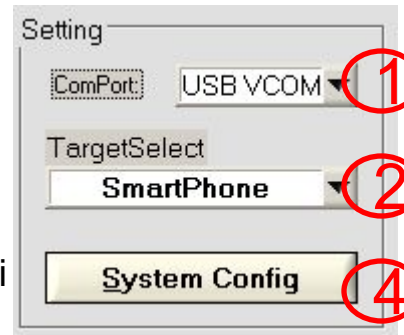 Setting
ComPort: USB VCOM 1
TargetSelect
SmartPhone 2
i System Config 4